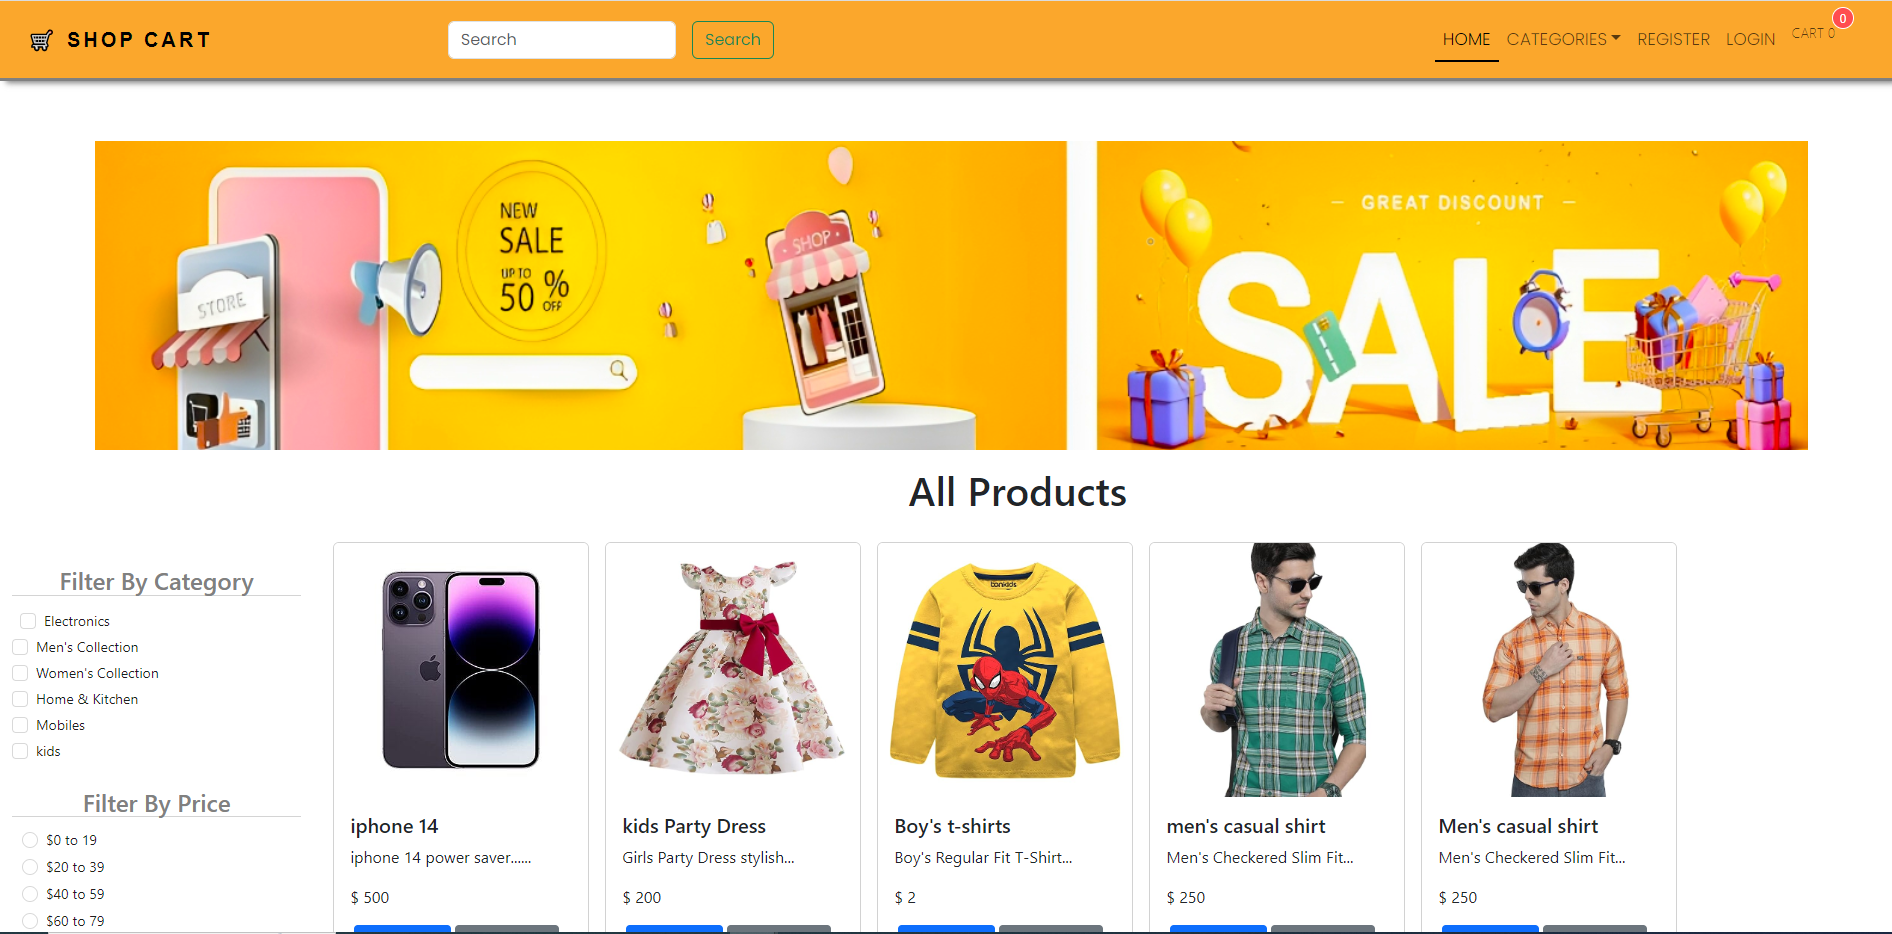 SHOP CART
Search
Search
HOME
CATEGORIES
REGISTER
LOGIN
CART 0
0
NEW
SALE
UP TO
50 %
OFF
STORE
SHOP
GREAT DISCOUNT
SALE
All Products
Filter By Category
Electronics
Men's Collection
Women's Collection
Home & Kitchen
Mobiles
kids
Filter By Price
$0 to 19
$20 to 39
$40 to 59
$60 to 79
iphone 14
iphone 14 power saver......
$ 500
kids Party Dress
Girls Party Dress stylish...
$ 200
bonkids
Boy's t-shirts
Boy's Regular Fit T-Shirt...
$ 2
men's casual shirt
Men's Checkered Slim Fit...
$ 250
Men's casual shirt
Men's Checkered Slim Fit...
$ 250